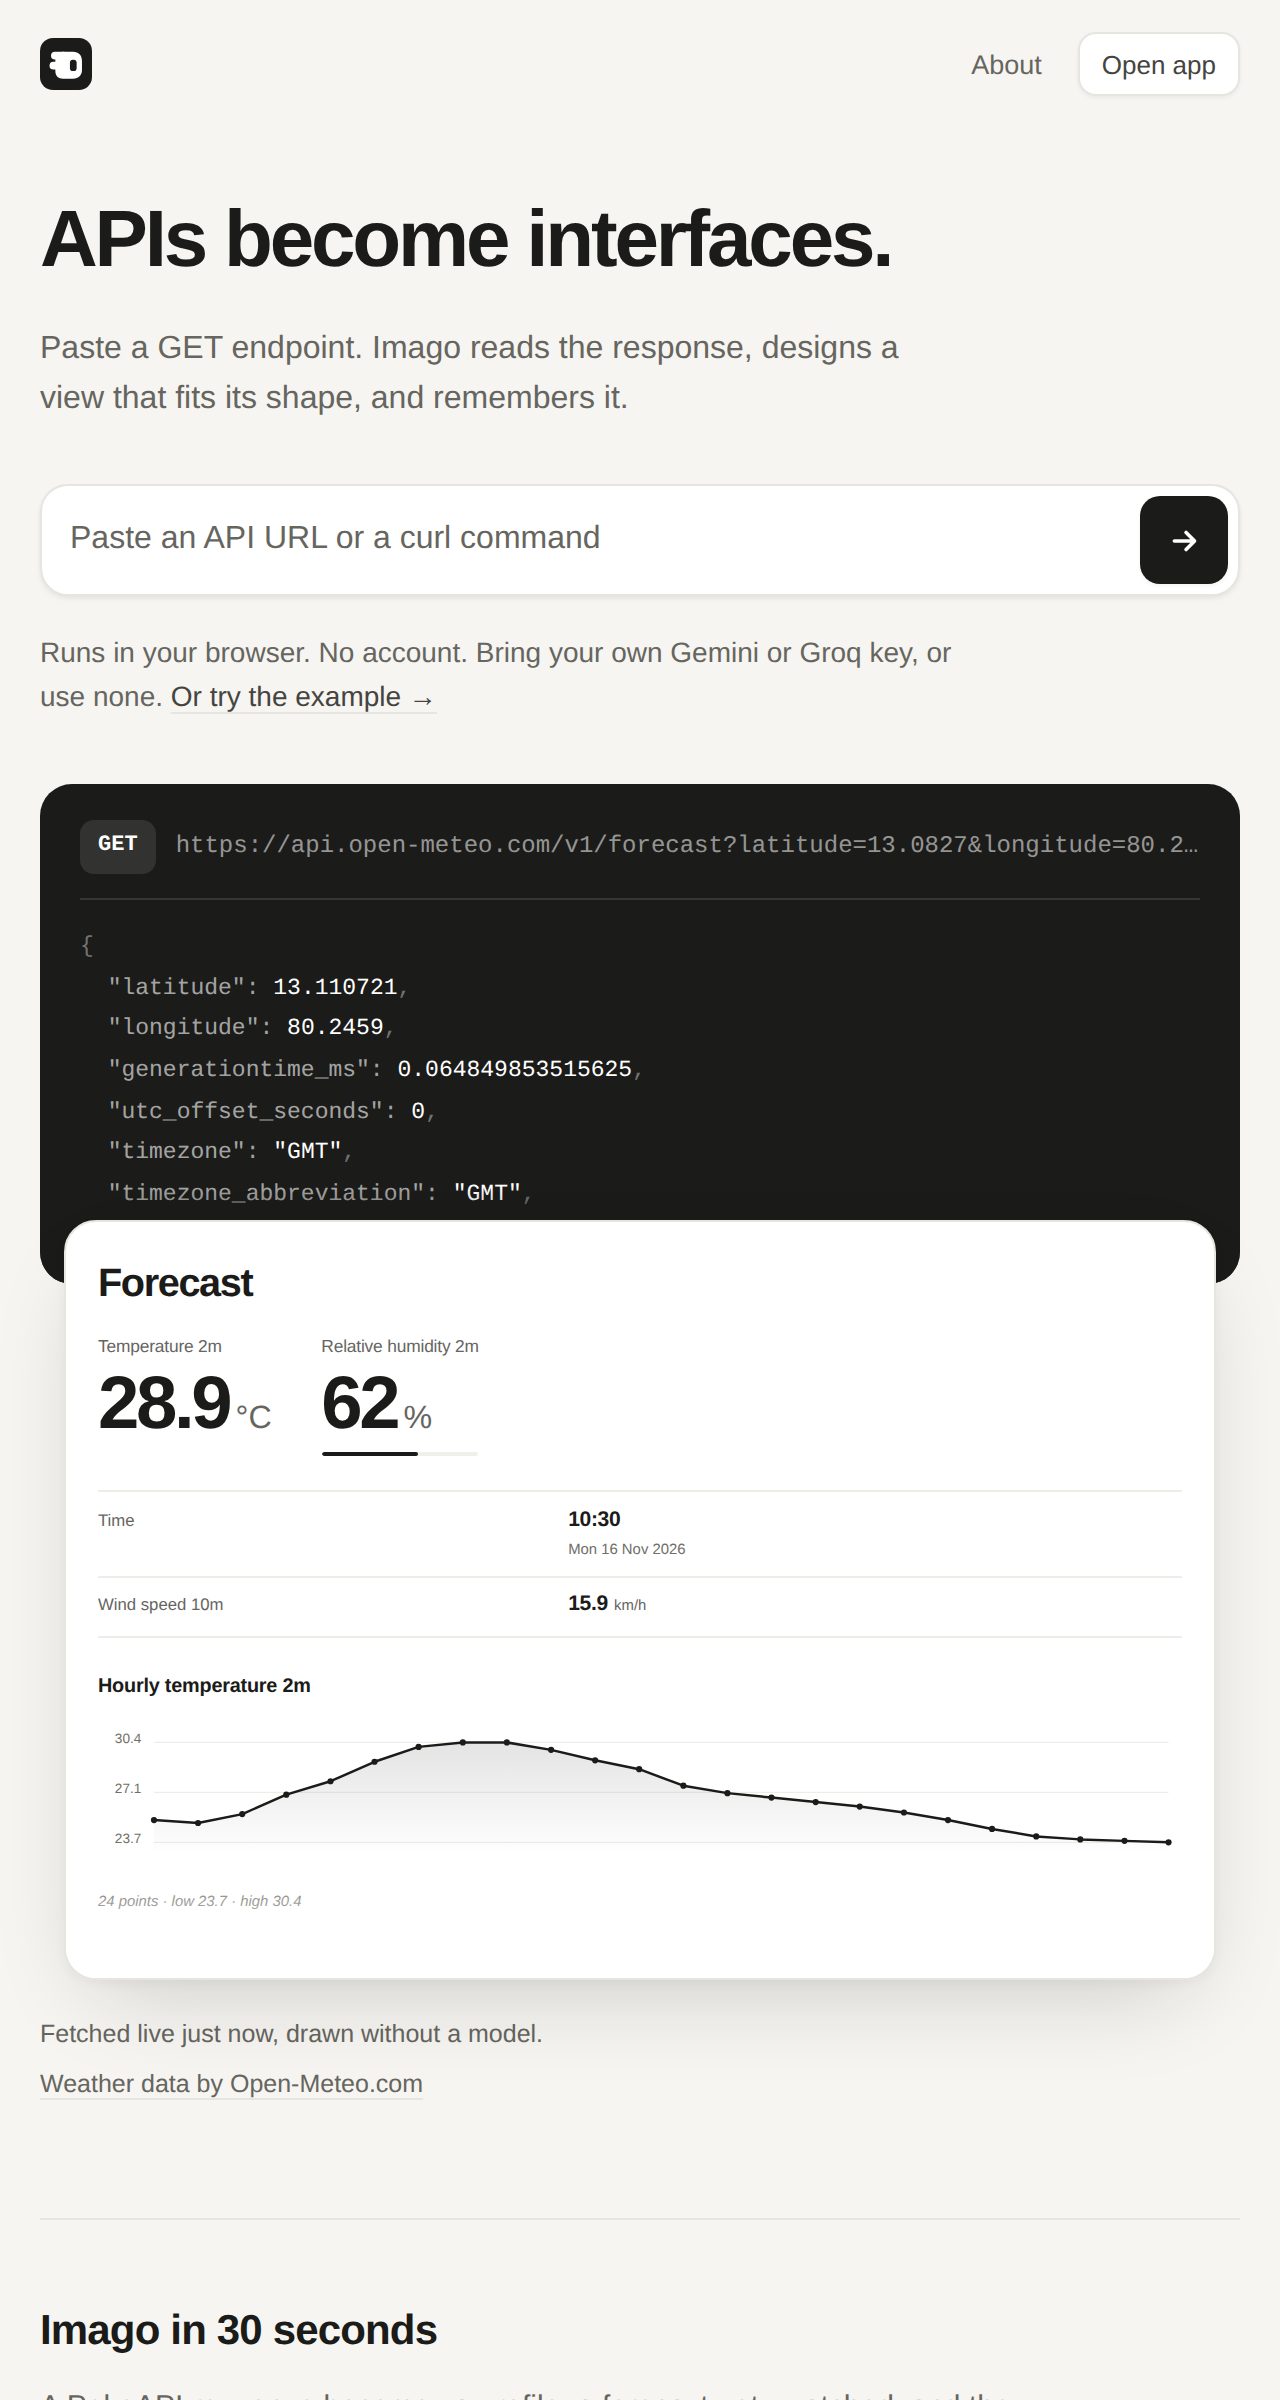 About
Open app
APIs become interfaces.
Paste a GET endpoint. Imago reads the response, designs a
view that fits its shape, and remembers it.
Paste an API URL or a curl command
Runs in your browser. No account. Bring your own Gemini or Groq key, or
use none. Or try the example →
GET https://api.open-meteo.com/v1/forecast?latitude=13.0827&longitude=80.2…
{
"latitude": 13.110721,
"longitude": 80.2459,
"generationtime_ms": 0.064849853515625,
"utc_offset_seconds": 0,
"timezone": "GMT",
"timezone_abbreviation": "GMT",
Forecast
Temperature 2m
28.9 °C
Relative humidity 2m
62 %
Time
10:30
Mon 16 Nov 2026
Wind speed 10m
15.9 km/h
Hourly temperature 2m
30.4
27.1
23.7
24 points · low 23.7 · high 30.4
Fetched live just now, drawn without a model.
Weather data by Open-Meteo.com
Imago in 30 seconds